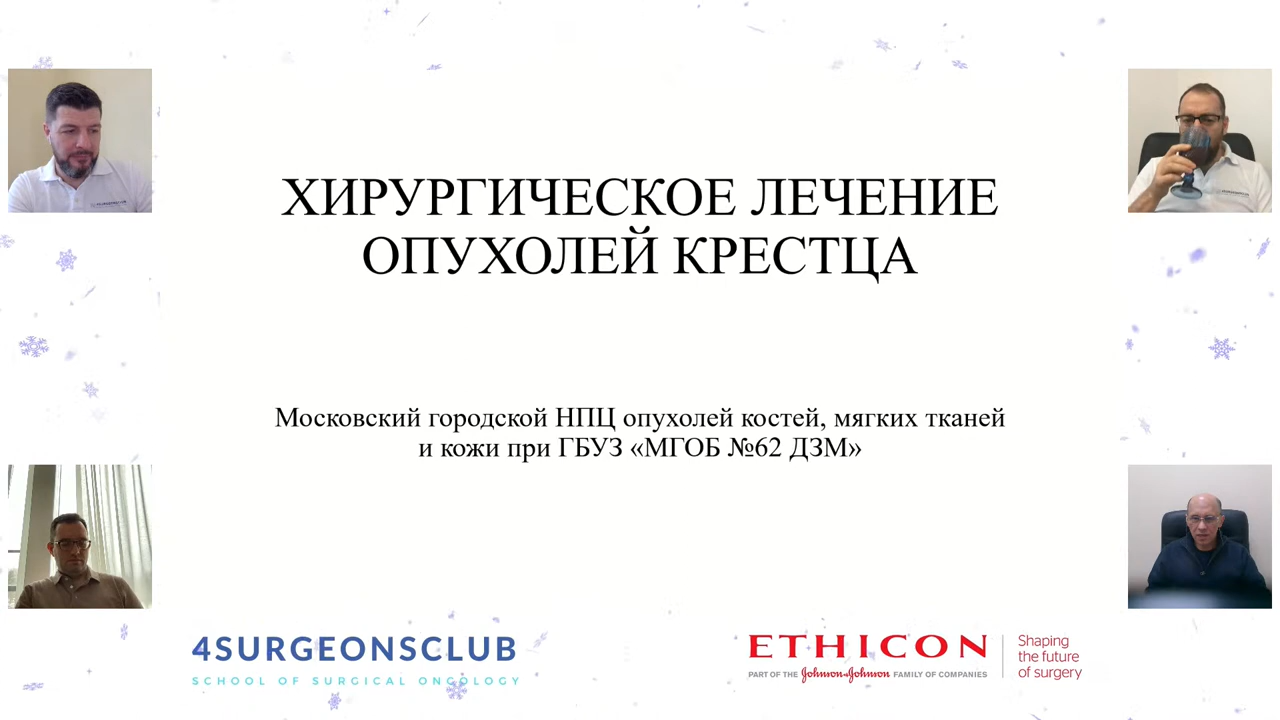 ХИРУРГИЧЕСКОЕ ЛЕЧЕНИЕ
ОПУХОЛЕЙ КРЕСТЦА
Московский городской НПЦ опухолей костей, мягких тканей
и кожи при ГБУЗ «МГОБ №62 ДЗМ»
4SURGEONSCLUB
SCHOOL OF SURGICAL ONCOLOGY
ETHICON
PART OF THE Johnson & Johnson FAMILY OF COMPANIES
Shaping
the future
of surgery